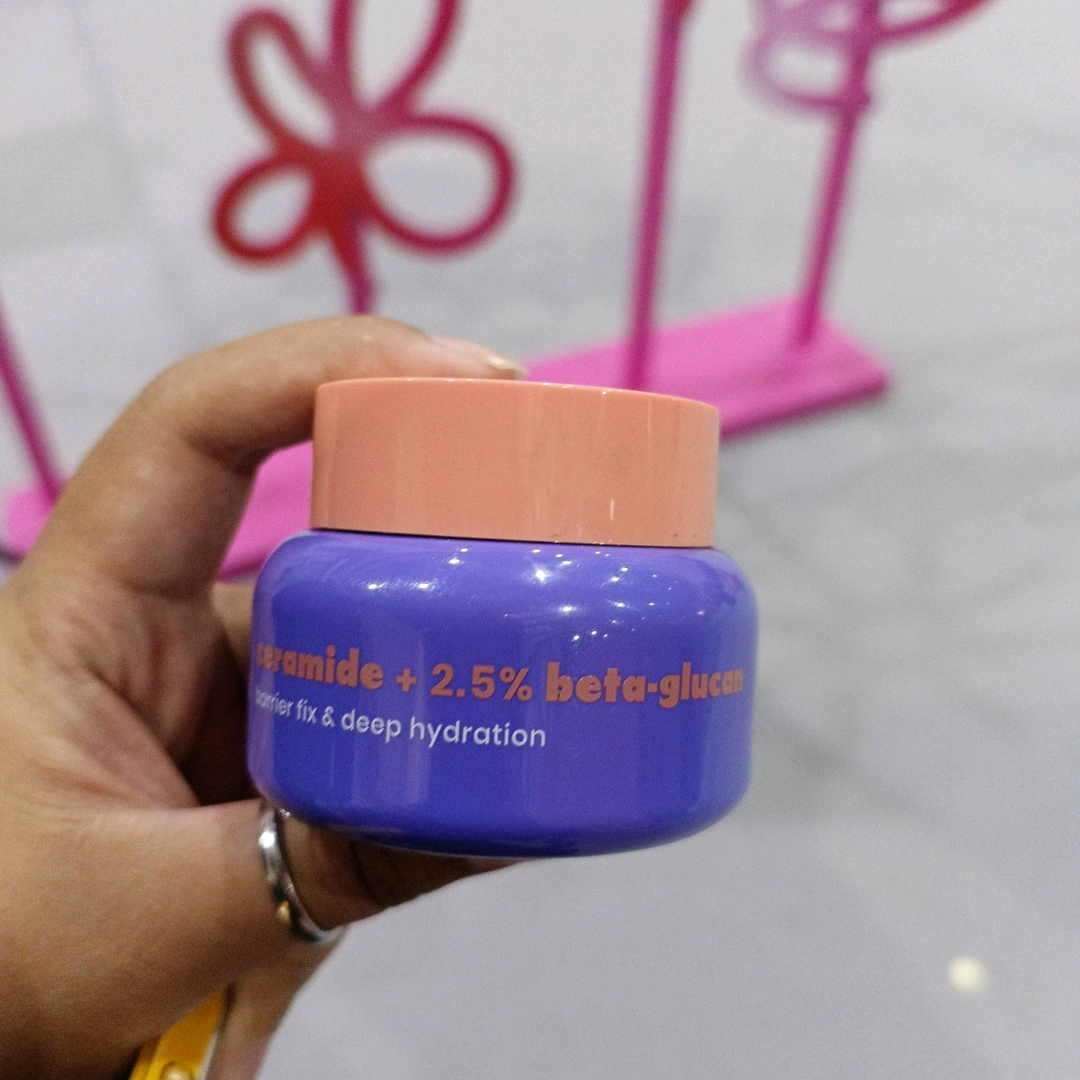 ceramide + 2.5% beta-glucan
barrier fix & deep hydration